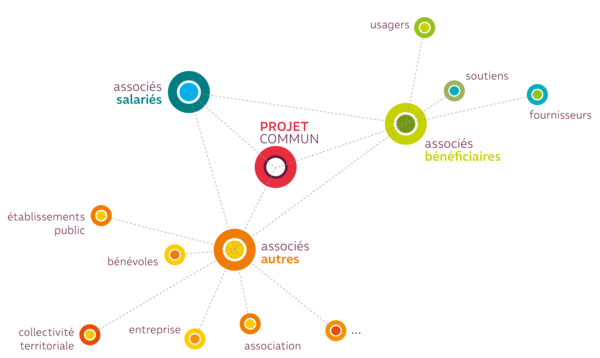 usagers
soutiens
fournisseurs
associés
salariés
PROJET
COMMUN
associés
bénéficiaires
établissements
public
bénévoles
associés
autres
collectivité
territoriale
entreprise
association
...